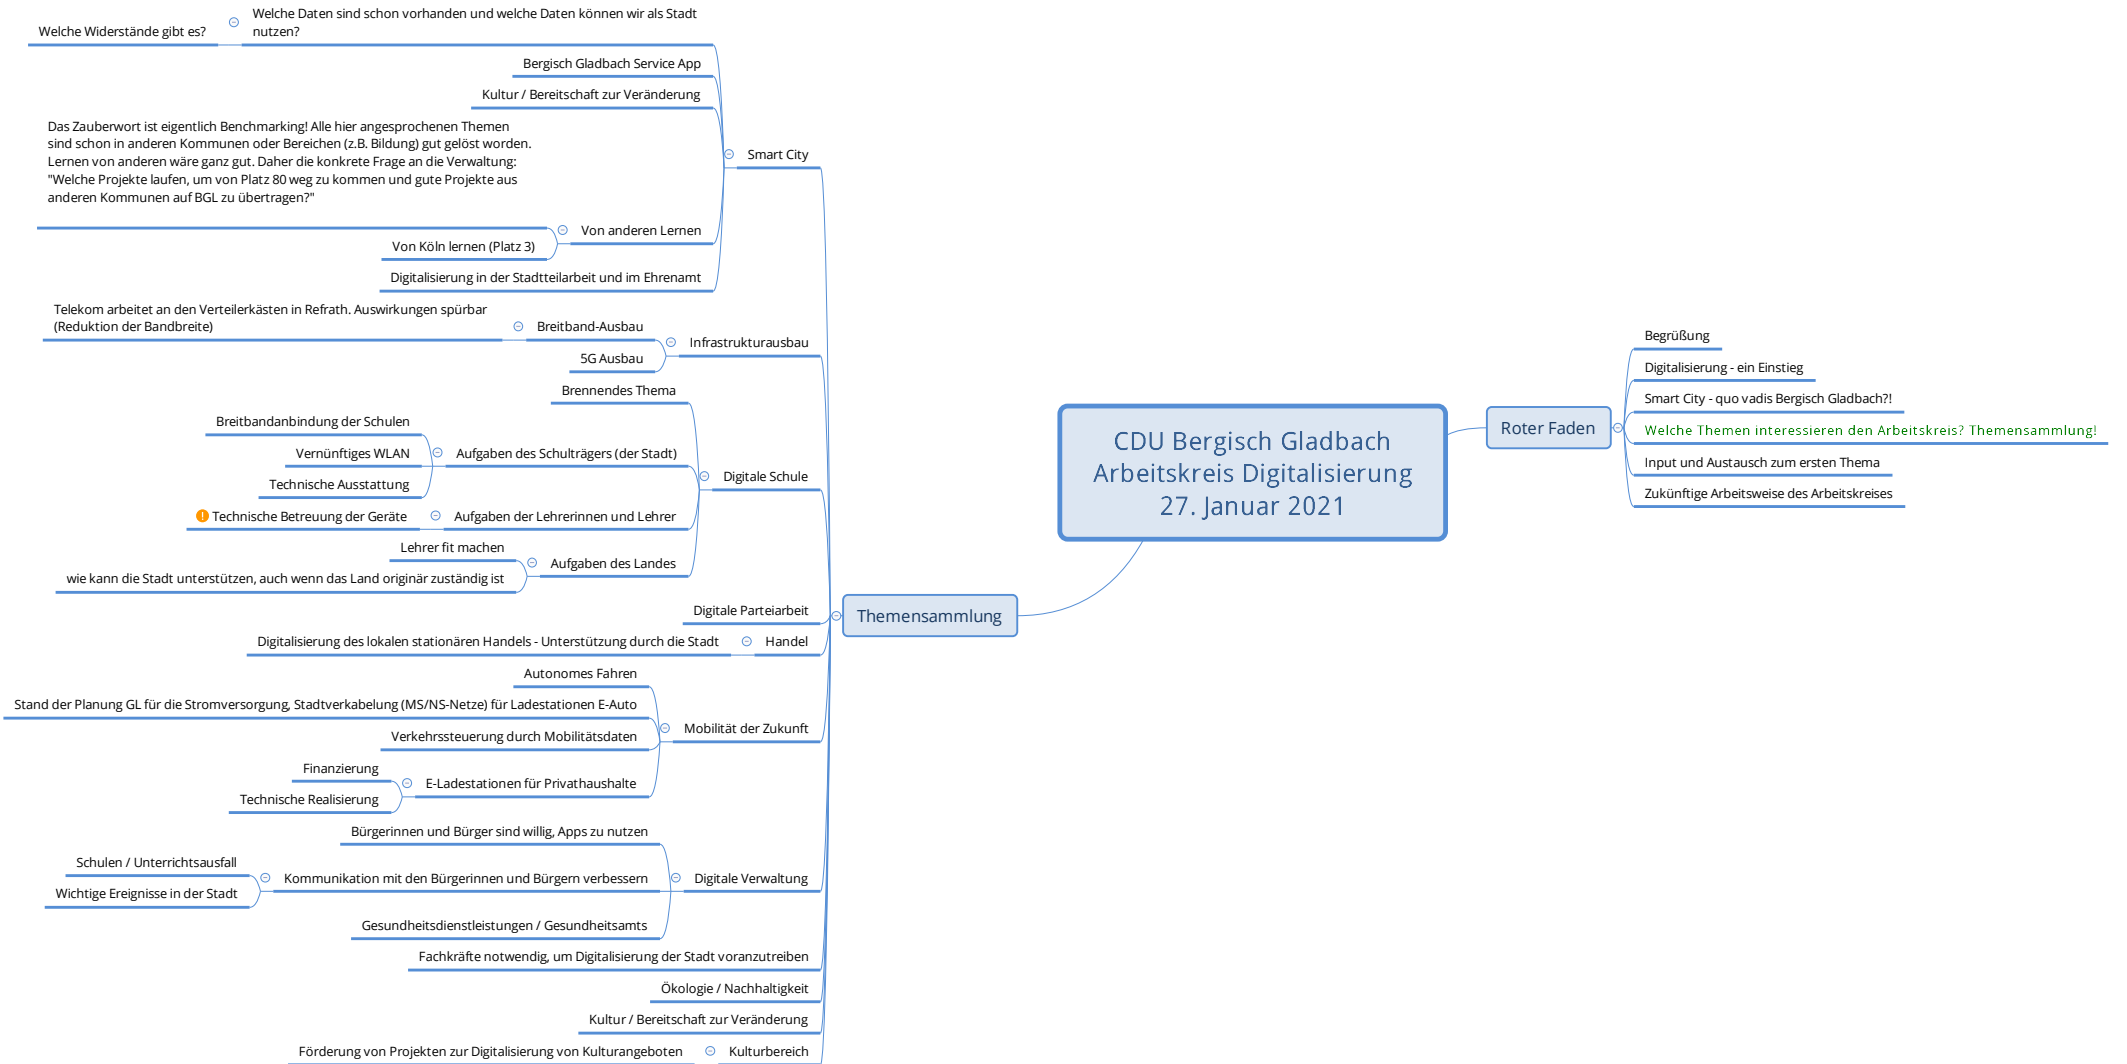 CDU Bergisch Gladbach
Arbeitskreis Digitalisierung
27. Januar 2021
Roter Faden
Begrüßung
Digitalisierung - ein Einstieg
Smart City - quo vadis Bergisch Gladbach?!
Welche Themen interessieren den Arbeitskreis? Themensammlung!
Input und Austausch zum ersten Thema
Zukünftige Arbeitsweise des Arbeitskreises
Themensammlung
Smart City
Welche Daten sind schon vorhanden und welche Daten können wir als Stadt
nutzen?
Welche Widerstände gibt es?
Bergisch Gladbach Service App
Kultur / Bereitschaft zur Veränderung
Von anderen Lernen
Das Zauberwort ist eigentlich Benchmarking! Alle hier angesprochenen Themen
sind schon in anderen Kommunen oder Bereichen (z.B. Bildung) gut gelöst worden.
Lernen von anderen wäre ganz gut. Daher die konkrete Frage an die Verwaltung:
"Welche Projekte laufen, um von Platz 80 weg zu kommen und gute Projekte aus
anderen Kommunen auf BGL zu übertragen?"
Von Köln lernen (Platz 3)
Digitalisierung in der Stadtteilarbeit und im Ehrenamt
Infrastrukturausbau
Breitband-Ausbau
Telekom arbeitet an den Verteilerkästen in Refrath. Auswirkungen spürbar
(Reduktion der Bandbreite)
5G Ausbau
Digitale Schule
Brennendes Thema
Aufgaben des Schulträgers (der Stadt)
Breitbandanbindung der Schulen
Vernünftiges WLAN
Technische Ausstattung
Aufgaben der Lehrerinnen und Lehrer
Technische Betreuung der Geräte
Aufgaben des Landes
Lehrer fit machen
wie kann die Stadt unterstützen, auch wenn das Land originär zuständig ist
Digitale Parteiarbeit
Handel
Digitalisierung des lokalen stationären Handels - Unterstützung durch die Stadt
Mobilität der Zukunft
Autonomes Fahren
Stand der Planung GL für die Stromversorgung, Stadtverkabelung (MS/NS-Netze) für Ladestationen E-Auto
Verkehrssteuerung durch Mobilitätsdaten
E-Ladestationen für Privathaushalte
Finanzierung
Technische Realisierung
Digitale Verwaltung
Bürgerinnen und Bürger sind willig, Apps zu nutzen
Kommunikation mit den Bürgerinnen und Bürgern verbessern
Schulen / Unterrichtsausfall
Wichtige Ereignisse in der Stadt
Gesundheitsdienstleistungen / Gesundheitsamts
Fachkräfte notwendig, um Digitalisierung der Stadt voranzutreiben
Ökologie / Nachhaltigkeit
Kultur / Bereitschaft zur Veränderung
Kulturbereich
Förderung von Projekten zur Digitalisierung von Kulturangeboten